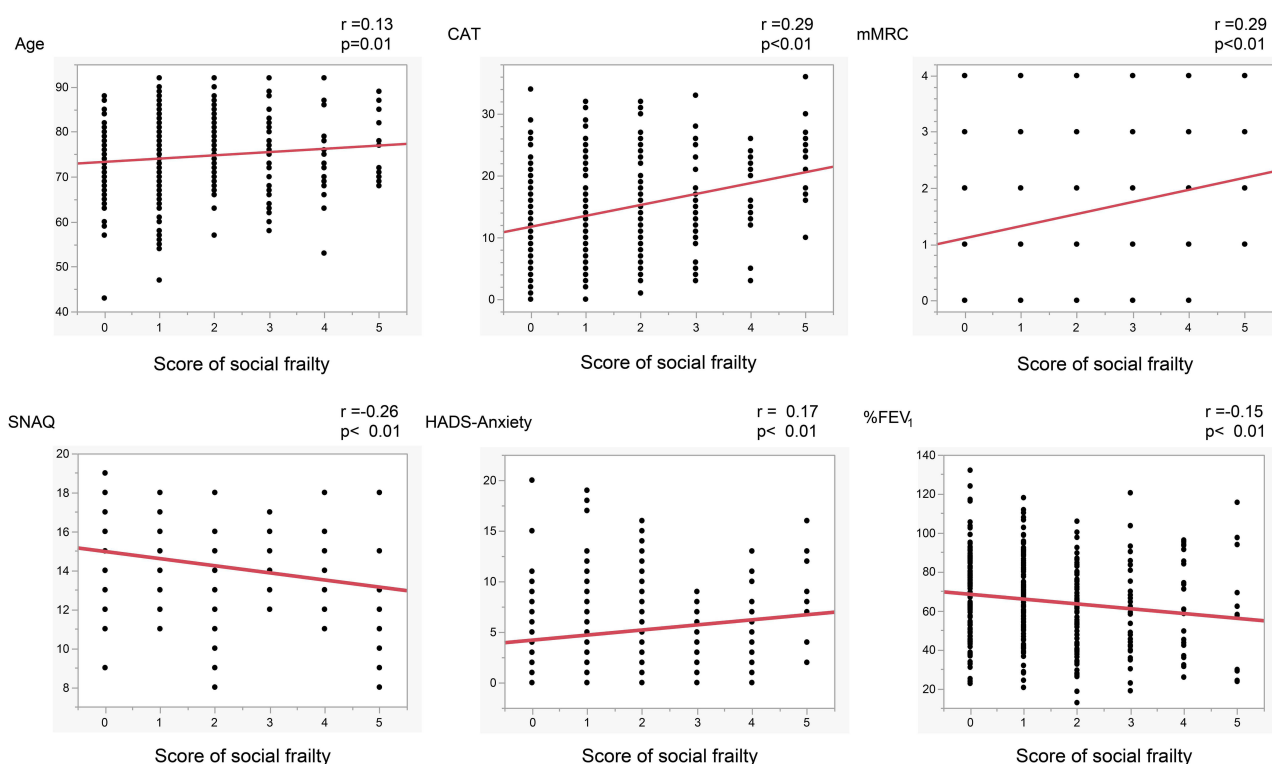 Age
r =0.13
p=0.01
90
80
70
60
50
40
0 1 2 3 4 5
Score of social frailty
CAT
r =0.29
p<0.01
30
20
10
0
0 1 2 3 4 5
Score of social frailty
mMRC
r =0.29
p<0.01
4
3
2
1
0
0 1 2 3 4 5
Score of social frailty
SNAQ
r =-0.26
p< 0.01
20
18
16
14
12
10
8
0 1 2 3 4 5
Score of social frailty
HADS-Anxiety
r = 0.17
p< 0.01
20
15
10
5
0
0 1 2 3 4 5
Score of social frailty
%FEV₁
r =-0.15
p< 0.01
140
120
100
80
60
40
20
0 1 2 3 4 5
Score of social frailty